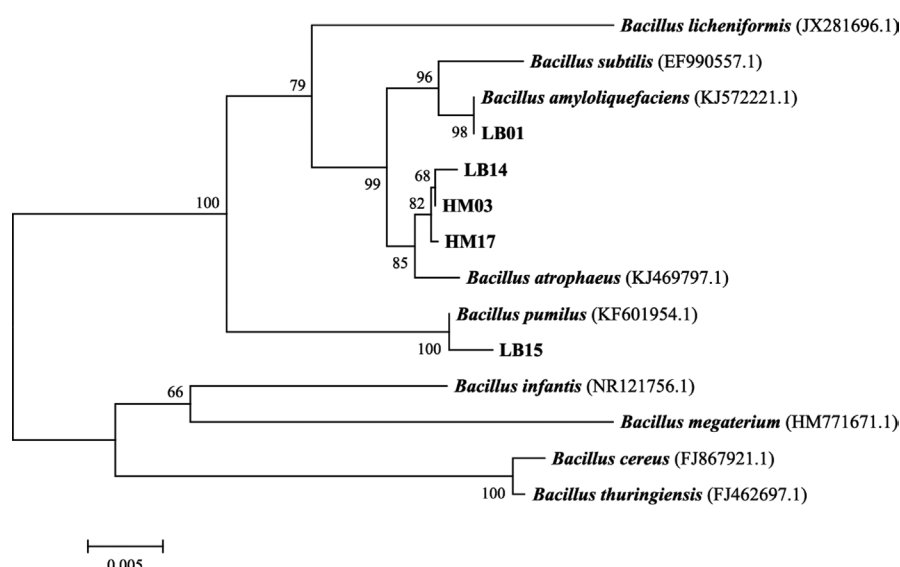 Bacillus licheniformis (JX281696.1)
Bacillus subtilis (EF990557.1)
96
79
Bacillus amyloliquefaciens (KJ572221.1)
98
LB01
LB14
68
99
HM03
82
100
HM17
85
Bacillus atrophaeus (KJ469797.1)
Bacillus pumilus (KF601954.1)
100
LB15
Bacillus infantis (NR121756.1)
66
Bacillus megaterium (HM771671.1)
Bacillus cereus (FJ867921.1)
100
Bacillus thuringiensis (FJ462697.1)
0.005